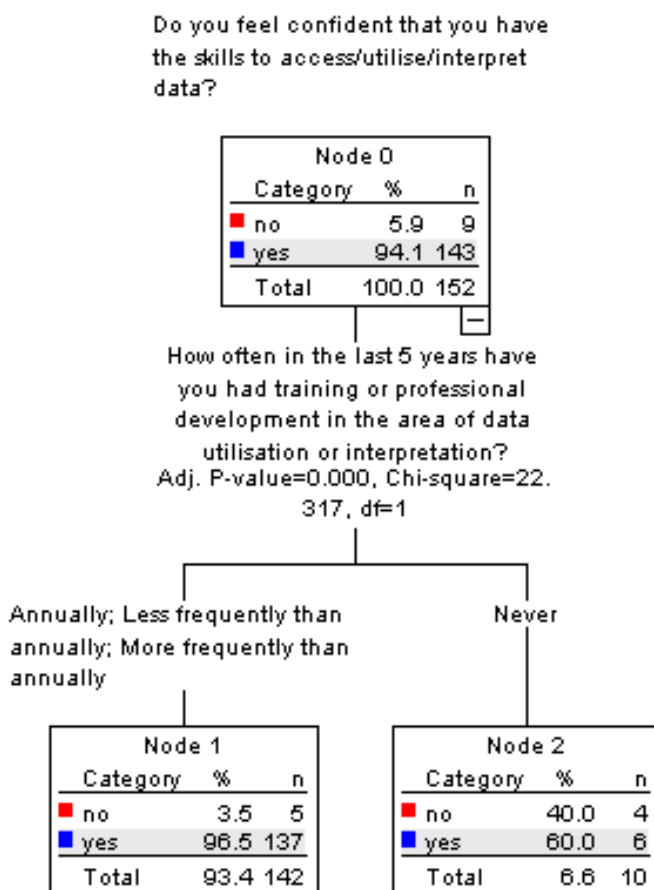 Do you feel confident that you have
the skills to access/utilise/interpret
data?
Node 0
Category % n
no 5.9 9
yes 94.1 143
Total 100.0 152
How often in the last 5 years have
you had training or professional
development in the area of data
utilisation or interpretation?
Adj. P-value=0.000, Chi-square=22.
317, df=1
Annually; Less frequently than
annually; More frequently than
annually
Never
Node 1
Category % n
no 3.5 5
yes 96.5 137
Total 93.4 142
Node 2
Category % n
no 40.0 4
yes 60.0 6
Total 6.6 10